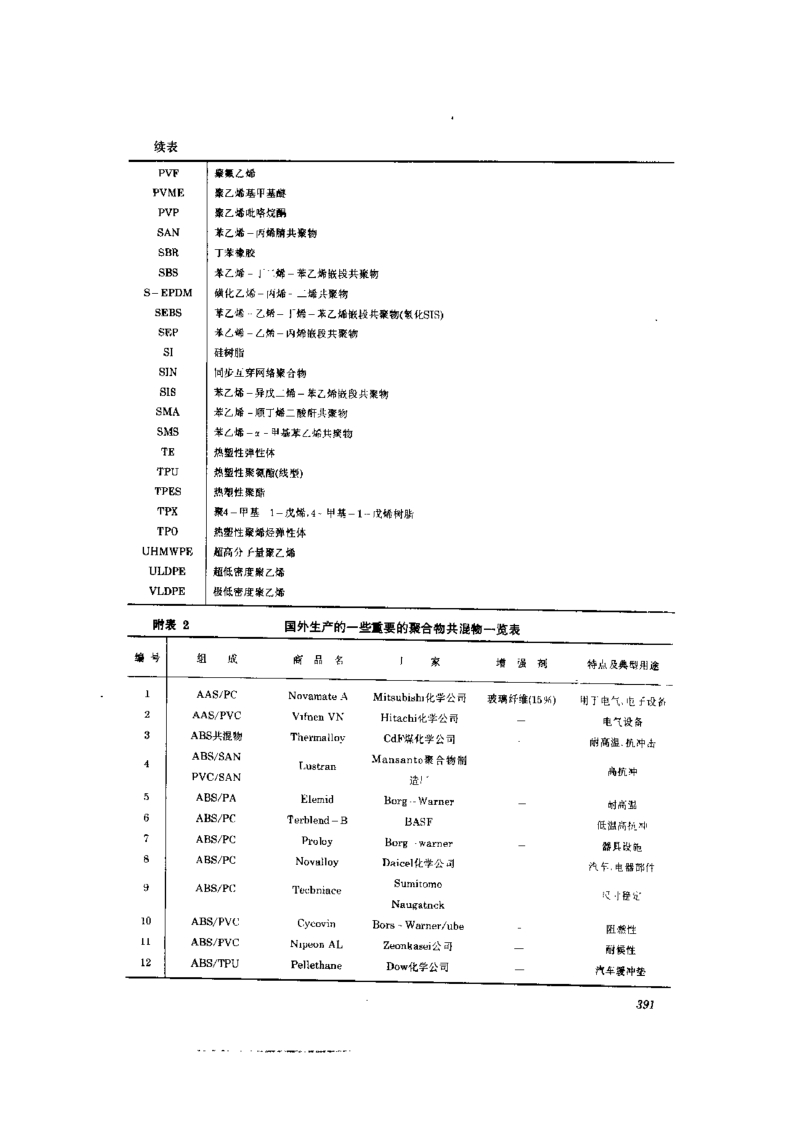 续表
PVF 聚氟乙烯
PVME 聚乙烯基甲基醚
PVP 聚乙烯吡咯烷酮
SAN 苯乙烯-丙烯腈共聚物
SBR 丁苯橡胶
SBS 苯乙烯-丁二烯-苯乙烯嵌段共聚物
S-EPDM 磺化乙烯-丙烯-二烯共聚物
SEBS 苯乙烯-乙烯-丁烯-苯乙烯嵌段共聚物(氢化SIS)
SEP 苯乙烯-乙烯-丙烯嵌段共聚物
SI 硅树脂
SIN 同步互穿网络聚合物
SIS 苯乙烯-异戊二烯-苯乙烯嵌段共聚物
SMA 苯乙烯-顺丁烯二酸酐共聚物
SMS 苯乙烯-α-甲基苯乙烯共聚物
TE 热塑性弹性体
TPU 热塑性聚氨酯(线型)
TPES 热塑性聚酯
TPX 聚4-甲基 1-戊烯,4-甲基-1-戊烯树脂
TPO 热塑性聚烯烃弹性体
UHMWPE 超高分子量聚乙烯
ULDPE 超低密度聚乙烯
VLDPE 极低密度聚乙烯
附表 2 国外生产的一些重要的聚合物共混物一览表
编号 组成 商品名 厂家 增强剂 特点及典型用途
1 AAS/PC Novamate A Mitsubishi化学公司 玻璃纤维(15%) 用于电气、电子设备
2 AAS/PVC Vifnen VN Hitachi化学公司 — 电气设备
3 ABS共混物 Thermalloy CdF煤化学公司 - 耐高温、抗冲击
4 ABS/SAN PVC/SAN Lustran Mansanto聚合物制造厂 高抗冲
5 ABS/PA Elemid Borg-Warner — 耐高温
6 ABS/PC Terblend-B BASF 低温高抗冲
7 ABS/PC Proloy Borg-warner — 器具设施
8 ABS/PC Novalloy Daicel化学公司 汽车、电器部件
9 ABS/PC Techniace Sumitomo Naugatuck 尺寸稳定
10 ABS/PVC Cycovin Bors-Warner/ube - 阻燃性
11 ABS/PVC Nipeon AL Zeonkasei公司 — 耐候性
12 ABS/TPU Pellethane Dow化学公司 — 汽车缓冲垫
391